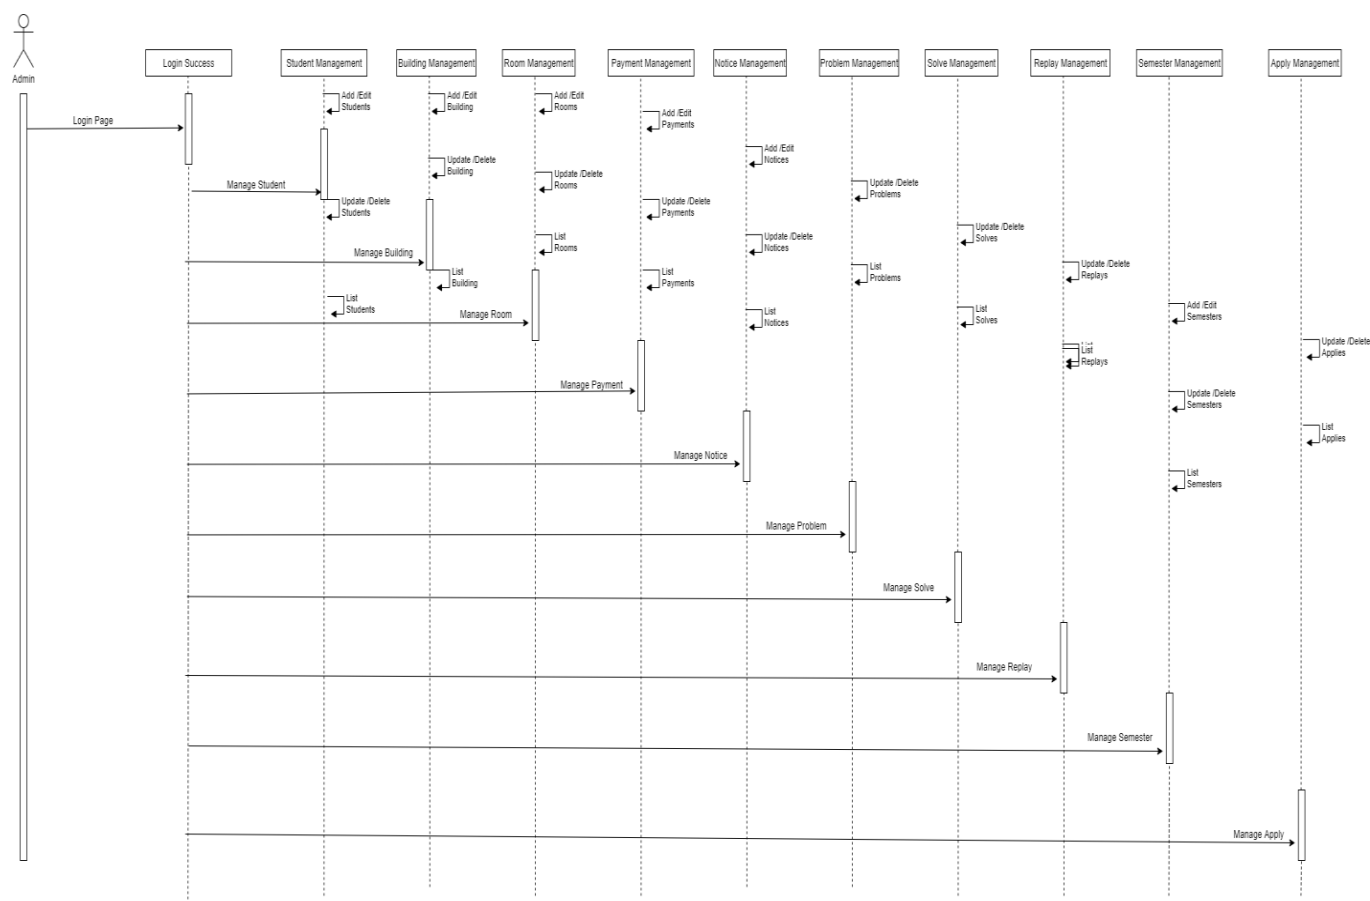 Admin
Login Success
Student Management
Building Management
Room Management
Payment Management
Notice Management
Problem Management
Solve Management
Replay Management
Semester Management
Apply Management
Add /Edit
Students
Add /Edit
Building
Add /Edit
Rooms
Add /Edit
Payments
Login Page
Add /Edit
Notices
Update /Delete
Building
Update /Delete
Rooms
Update /Delete
Problems
Manage Student
Update /Delete
Students
Update /Delete
Payments
Update /Delete
Solves
List
Rooms
Update /Delete
Notices
Manage Building
Update /Delete
Replays
List
Building
List
Payments
List
Problems
List
Students
Add /Edit
Semesters
Manage Room
List
Notices
List
Solves
List
Replays
Update /Delete
Applies
Manage Payment
Update /Delete
Semesters
List
Applies
Manage Notice
List
Semesters
Manage Problem
Manage Solve
Manage Replay
Manage Semester
Manage Apply